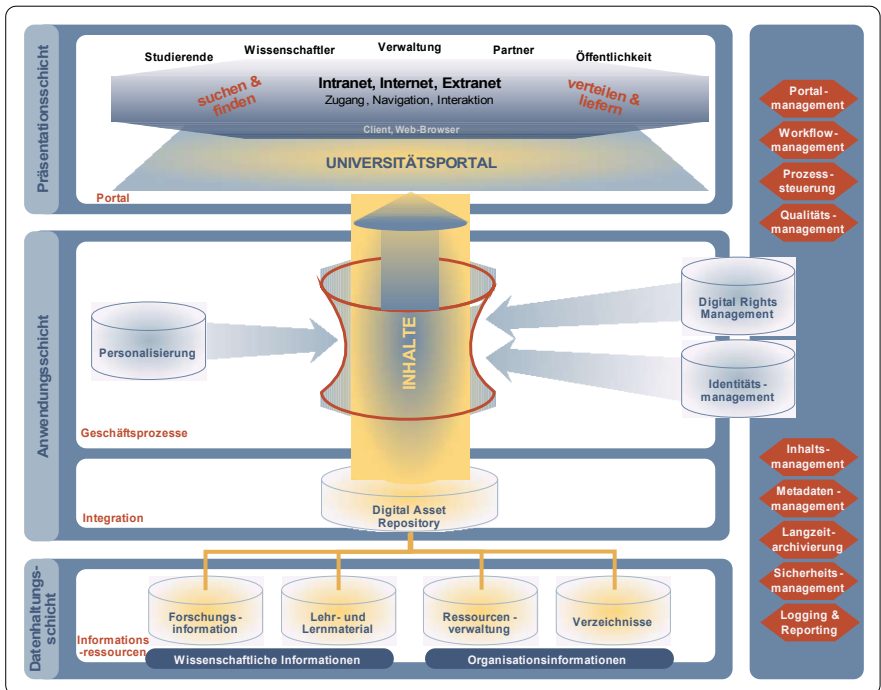 Präsentationsschicht
Studierende
Wissenschaftler
Verwaltung
Partner
Öffentlichkeit
suchen &
finden
Intranet, Internet, Extranet
Zugang, Navigation, Interaktion
verteilen &
liefern
Client, Web-Browser
UNIVERSITÄTSPORTAL
Portal
Anwendungsschicht
Personalisierung
INHALTE
Digital Rights
Management
Identitäts-
management
Geschäftsprozesse
Integration
Digital Asset
Repository
Datenhaltungs-
schicht
Forschungs-
information
Lehr- und
Lernmaterial
Ressourcen-
verwaltung
Verzeichnisse
Informations
-ressourcen
Wissenschaftliche Informationen
Organisationsinformationen
Portal-
management
Workflow-
management
Prozess-
steuerung
Qualitäts-
management
Inhalts-
management
Metadaten-
management
Langzeit-
archivierung
Sicherheits-
management
Logging &
Reporting